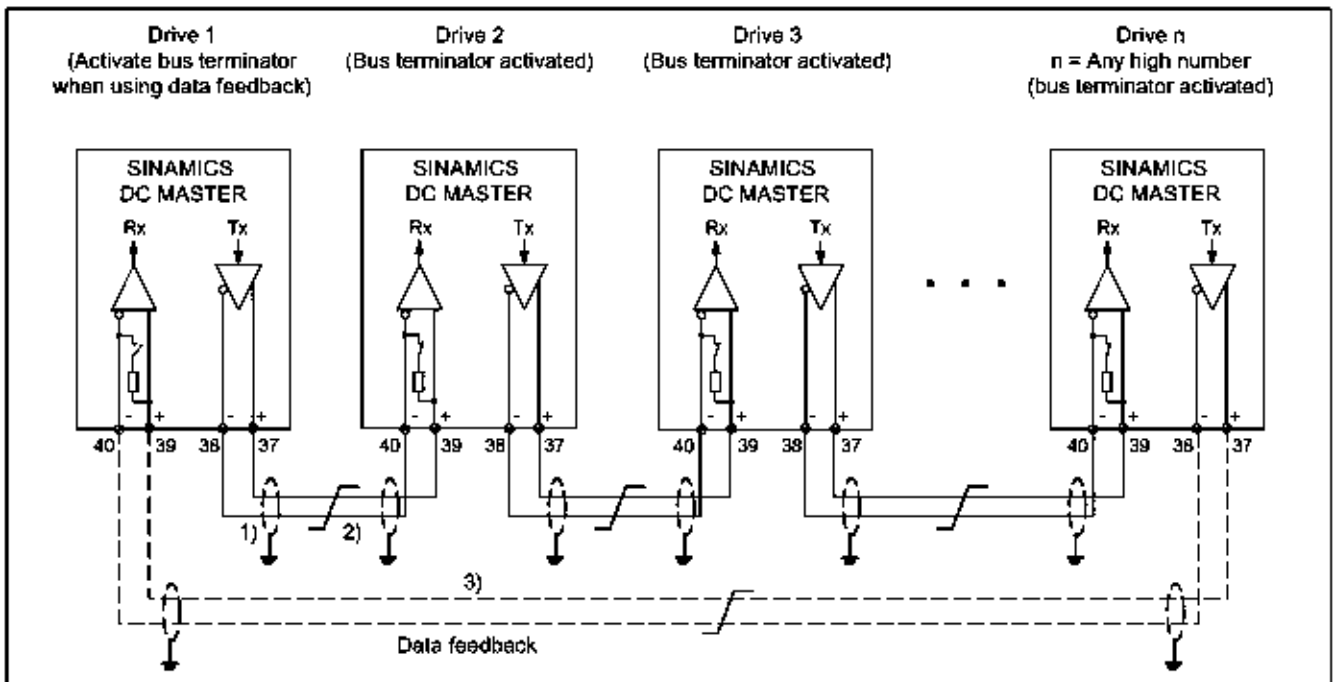 Drive 1
(Activate bus terminator
when using data feedback)
Drive 2
(Bus terminator activated)
Drive 3
(Bus terminator activated)
Drive n
n = Any high number
(bus terminator activated)
SINAMICS
DC MASTER
Rx Tx
SINAMICS
DC MASTER
Rx Tx
SINAMICS
DC MASTER
Rx Tx
. . .
SINAMICS
DC MASTER
Rx Tx
- + - +
- + - +
- + - +
- + - +
40 39 38 37
40 39 38 37
40 39 38 37
40 39 38 37
1) 2)
3)
Data feedback